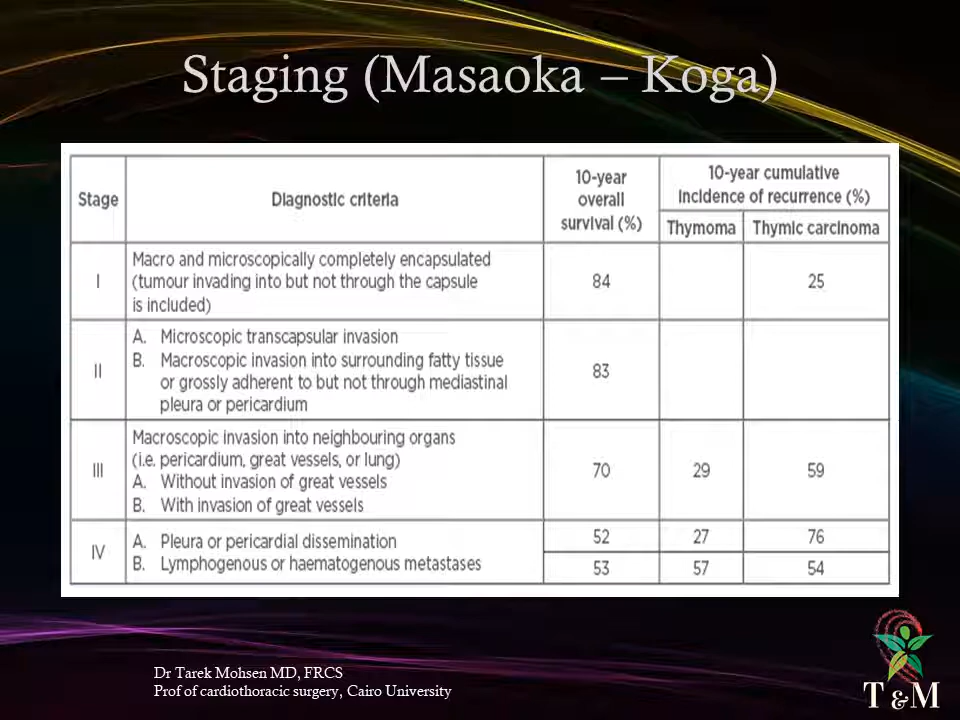 Staging (Masaoka – Koga)
Stage
Diagnostic criteria
10-year
overall
survival (%)
10-year cumulative
incidence of recurrence (%)
Thymoma
Thymic carcinoma
I
Macro and microscopically completely encapsulated
(tumour invading into but not through the capsule
is included)
84
25
II
A. Microscopic transcapsular invasion
B. Macroscopic invasion into surrounding fatty tissue
or grossly adherent to but not through mediastinal
pleura or pericardium
83
III
Macroscopic invasion into neighbouring organs
(i.e. pericardium, great vessels, or lung)
A. Without invasion of great vessels
B. With invasion of great vessels
70
29
59
IV
A. Pleura or pericardial dissemination
52
27
76
B. Lymphogenous or haematogenous metastases
53
57
54
Dr Tarek Mohsen MD, FRCS
Prof of cardiothoracic surgery, Cairo University
T & M